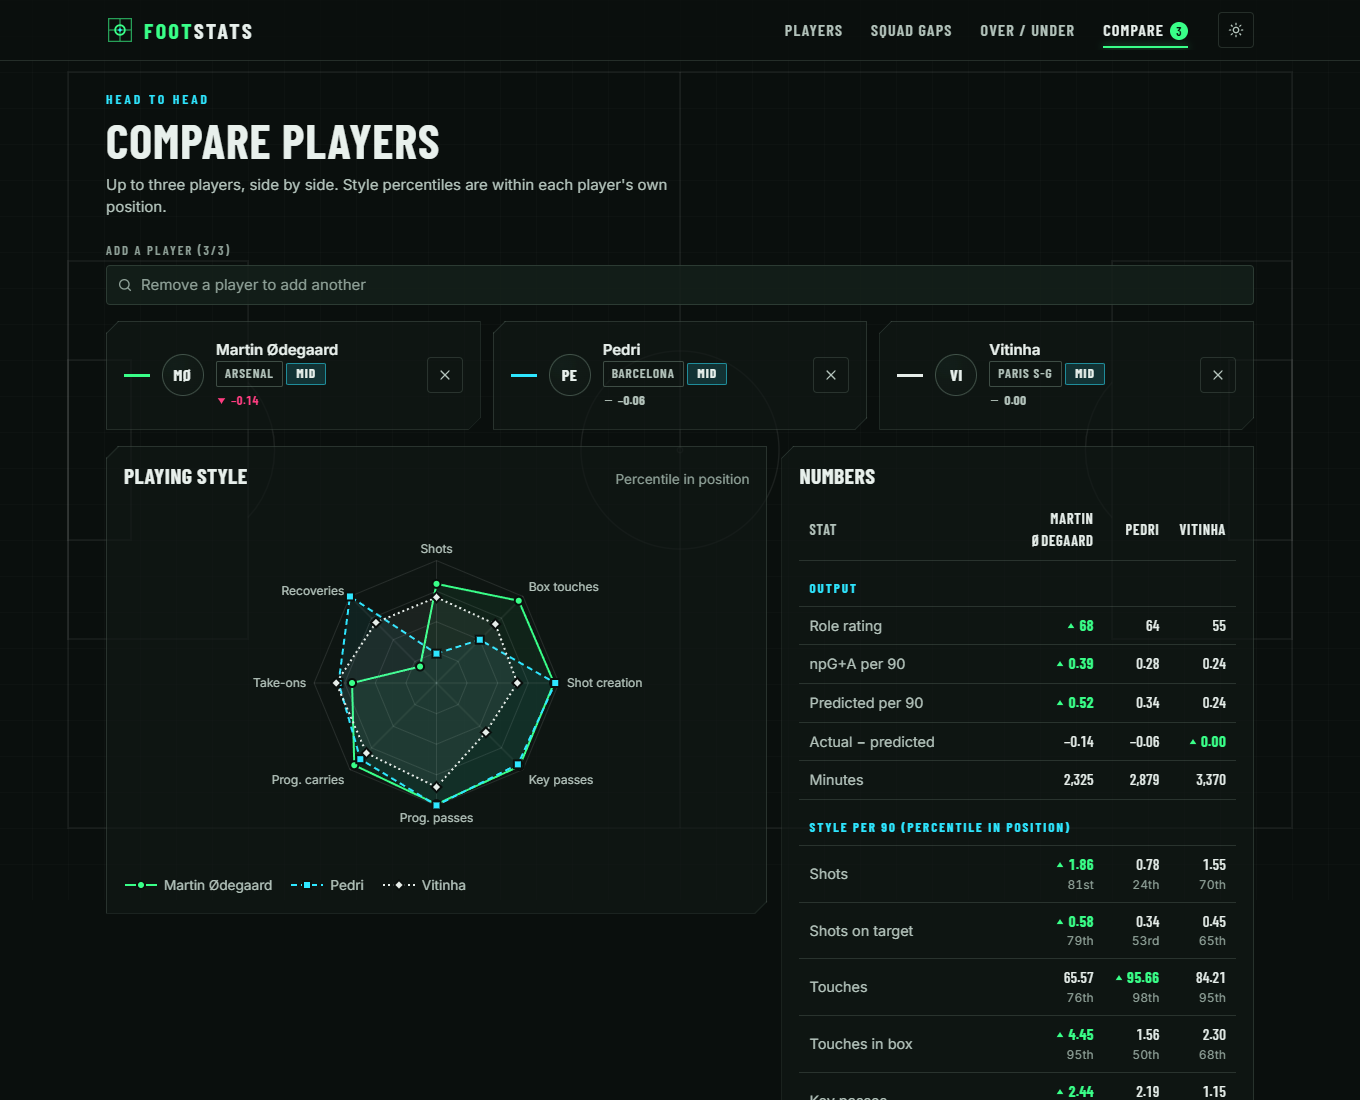 FOOTSTATS
PLAYERS SQUAD GAPS OVER / UNDER COMPARE 3
HEAD TO HEAD
COMPARE PLAYERS
Up to three players, side by side. Style percentiles are within each player's own
position.
ADD A PLAYER (3/3)
Remove a player to add another
MØ
Martin Ødegaard
ARSENAL MID
▼ –0.14
PE
Pedri
BARCELONA MID
– –0.06
VI
Vitinha
PARIS S-G MID
– 0.00
PLAYING STYLE
Percentile in position
Shots
Box touches
Shot creation
Key passes
Prog. passes
Prog. carries
Take-ons
Recoveries
Martin Ødegaard Pedri Vitinha
NUMBERS
STAT MARTIN ØDEGAARD PEDRI VITINHA
OUTPUT
Role rating ▲ 68 64 55
npG+A per 90 ▲ 0.39 0.28 0.24
Predicted per 90 ▲ 0.52 0.34 0.24
Actual – predicted –0.14 –0.06 ▲ 0.00
Minutes 2,325 2,879 3,370
STYLE PER 90 (PERCENTILE IN POSITION)
Shots ▲ 1.86 0.78 1.55
81st 24th 70th
Shots on target ▲ 0.58 0.34 0.45
79th 53rd 65th
Touches 65.57 ▲ 95.66 84.21
76th 98th 95th
Touches in box ▲ 4.45 1.56 2.30
95th 50th 68th
Key passes ▲ 2.44 2.19 1.15